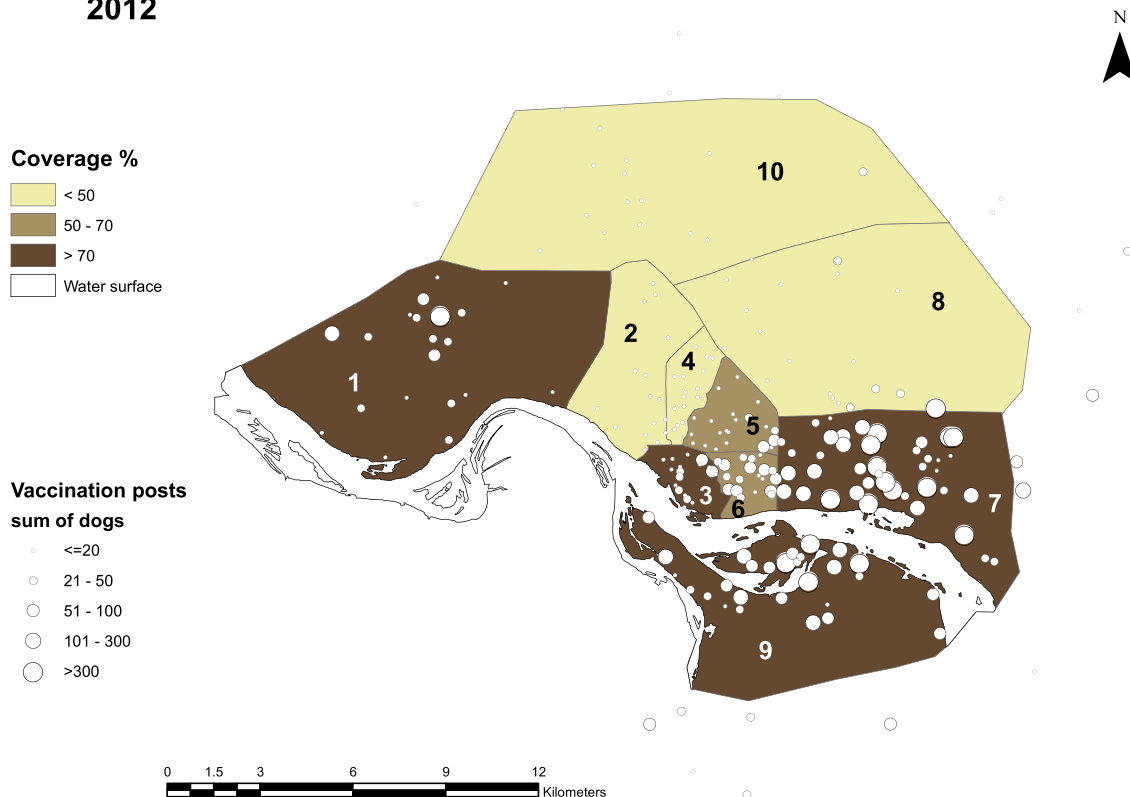 2012
N
Coverage %
< 50
50 - 70
> 70
Water surface
10
8
2
4
1
5
3
6
7
9
Vaccination posts
sum of dogs
<=20
21 - 50
51 - 100
101 - 300
>300
0 1.5 3 6 9 12
Kilometers